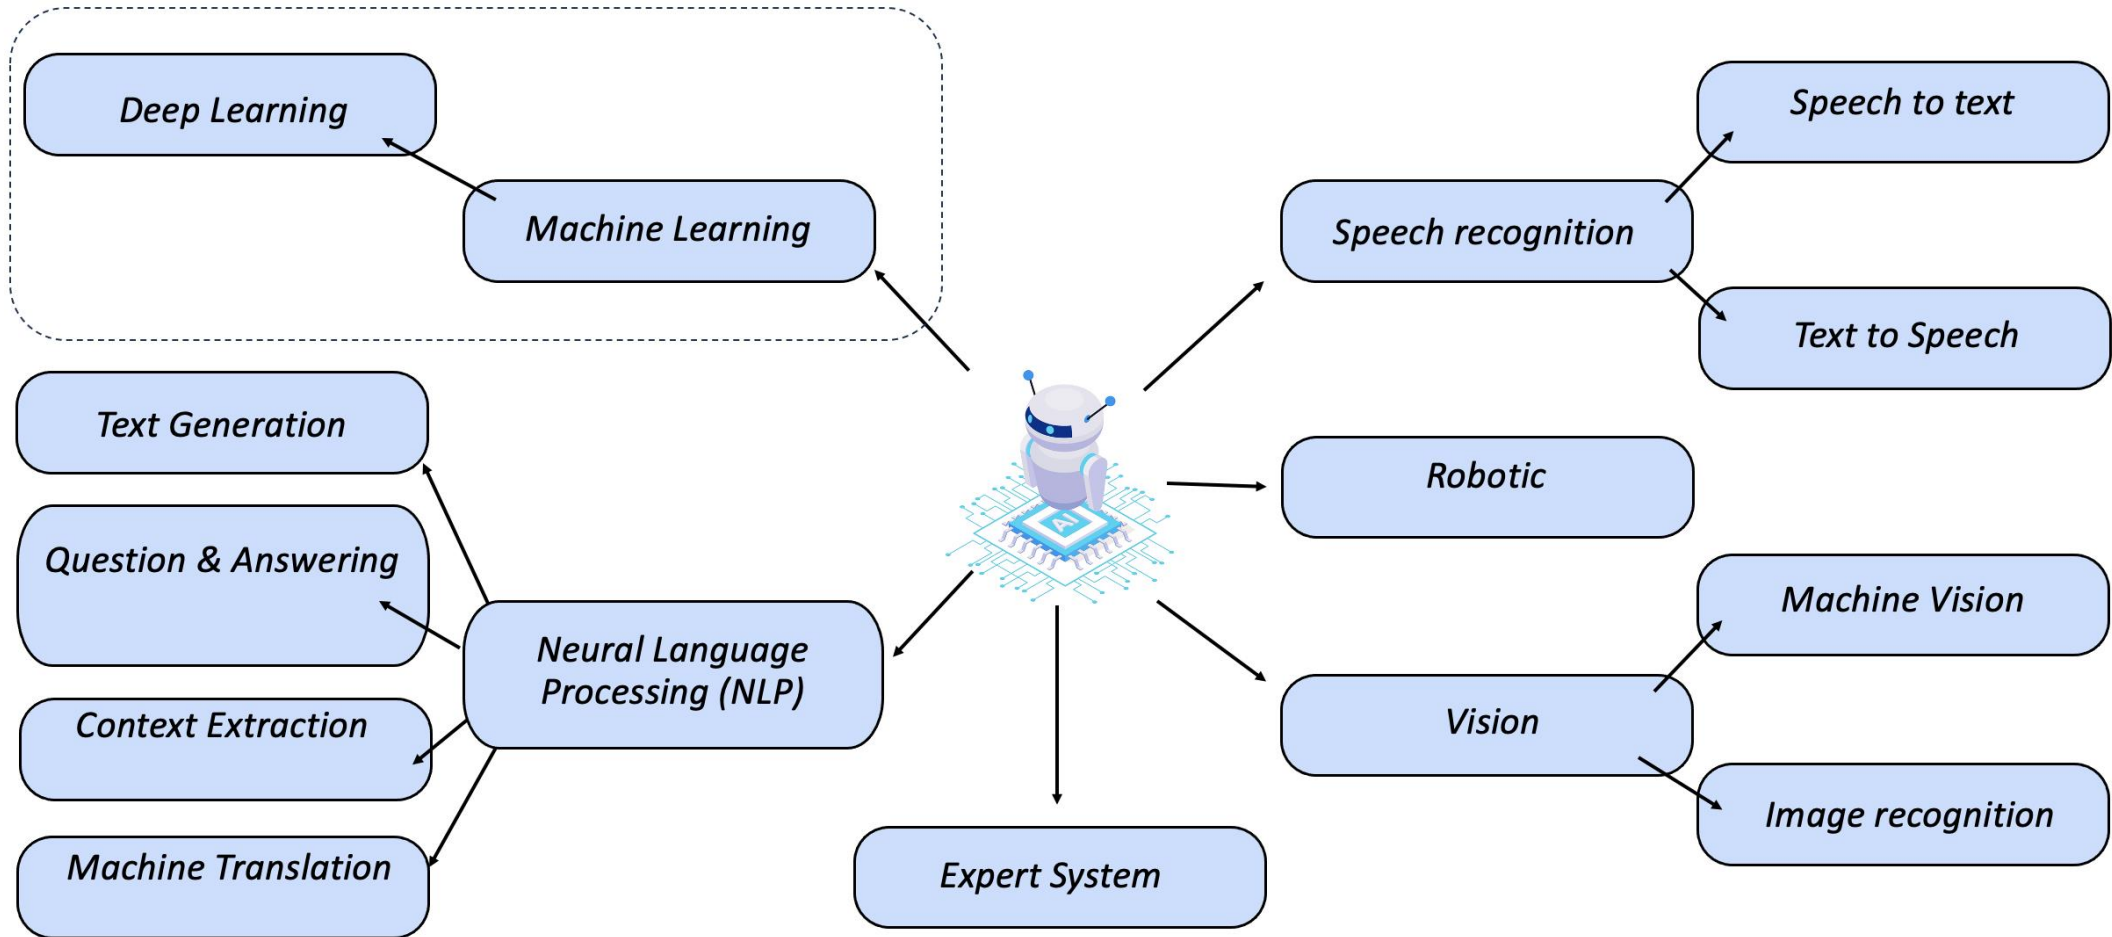 Deep Learning
Machine Learning
Speech to text
Speech recognition
Text to Speech
Text Generation
Question & Answering
Neural Language
Processing (NLP)
Context Extraction
Machine Translation
AI
Robotic
Machine Vision
Vision
Image recognition
Expert System